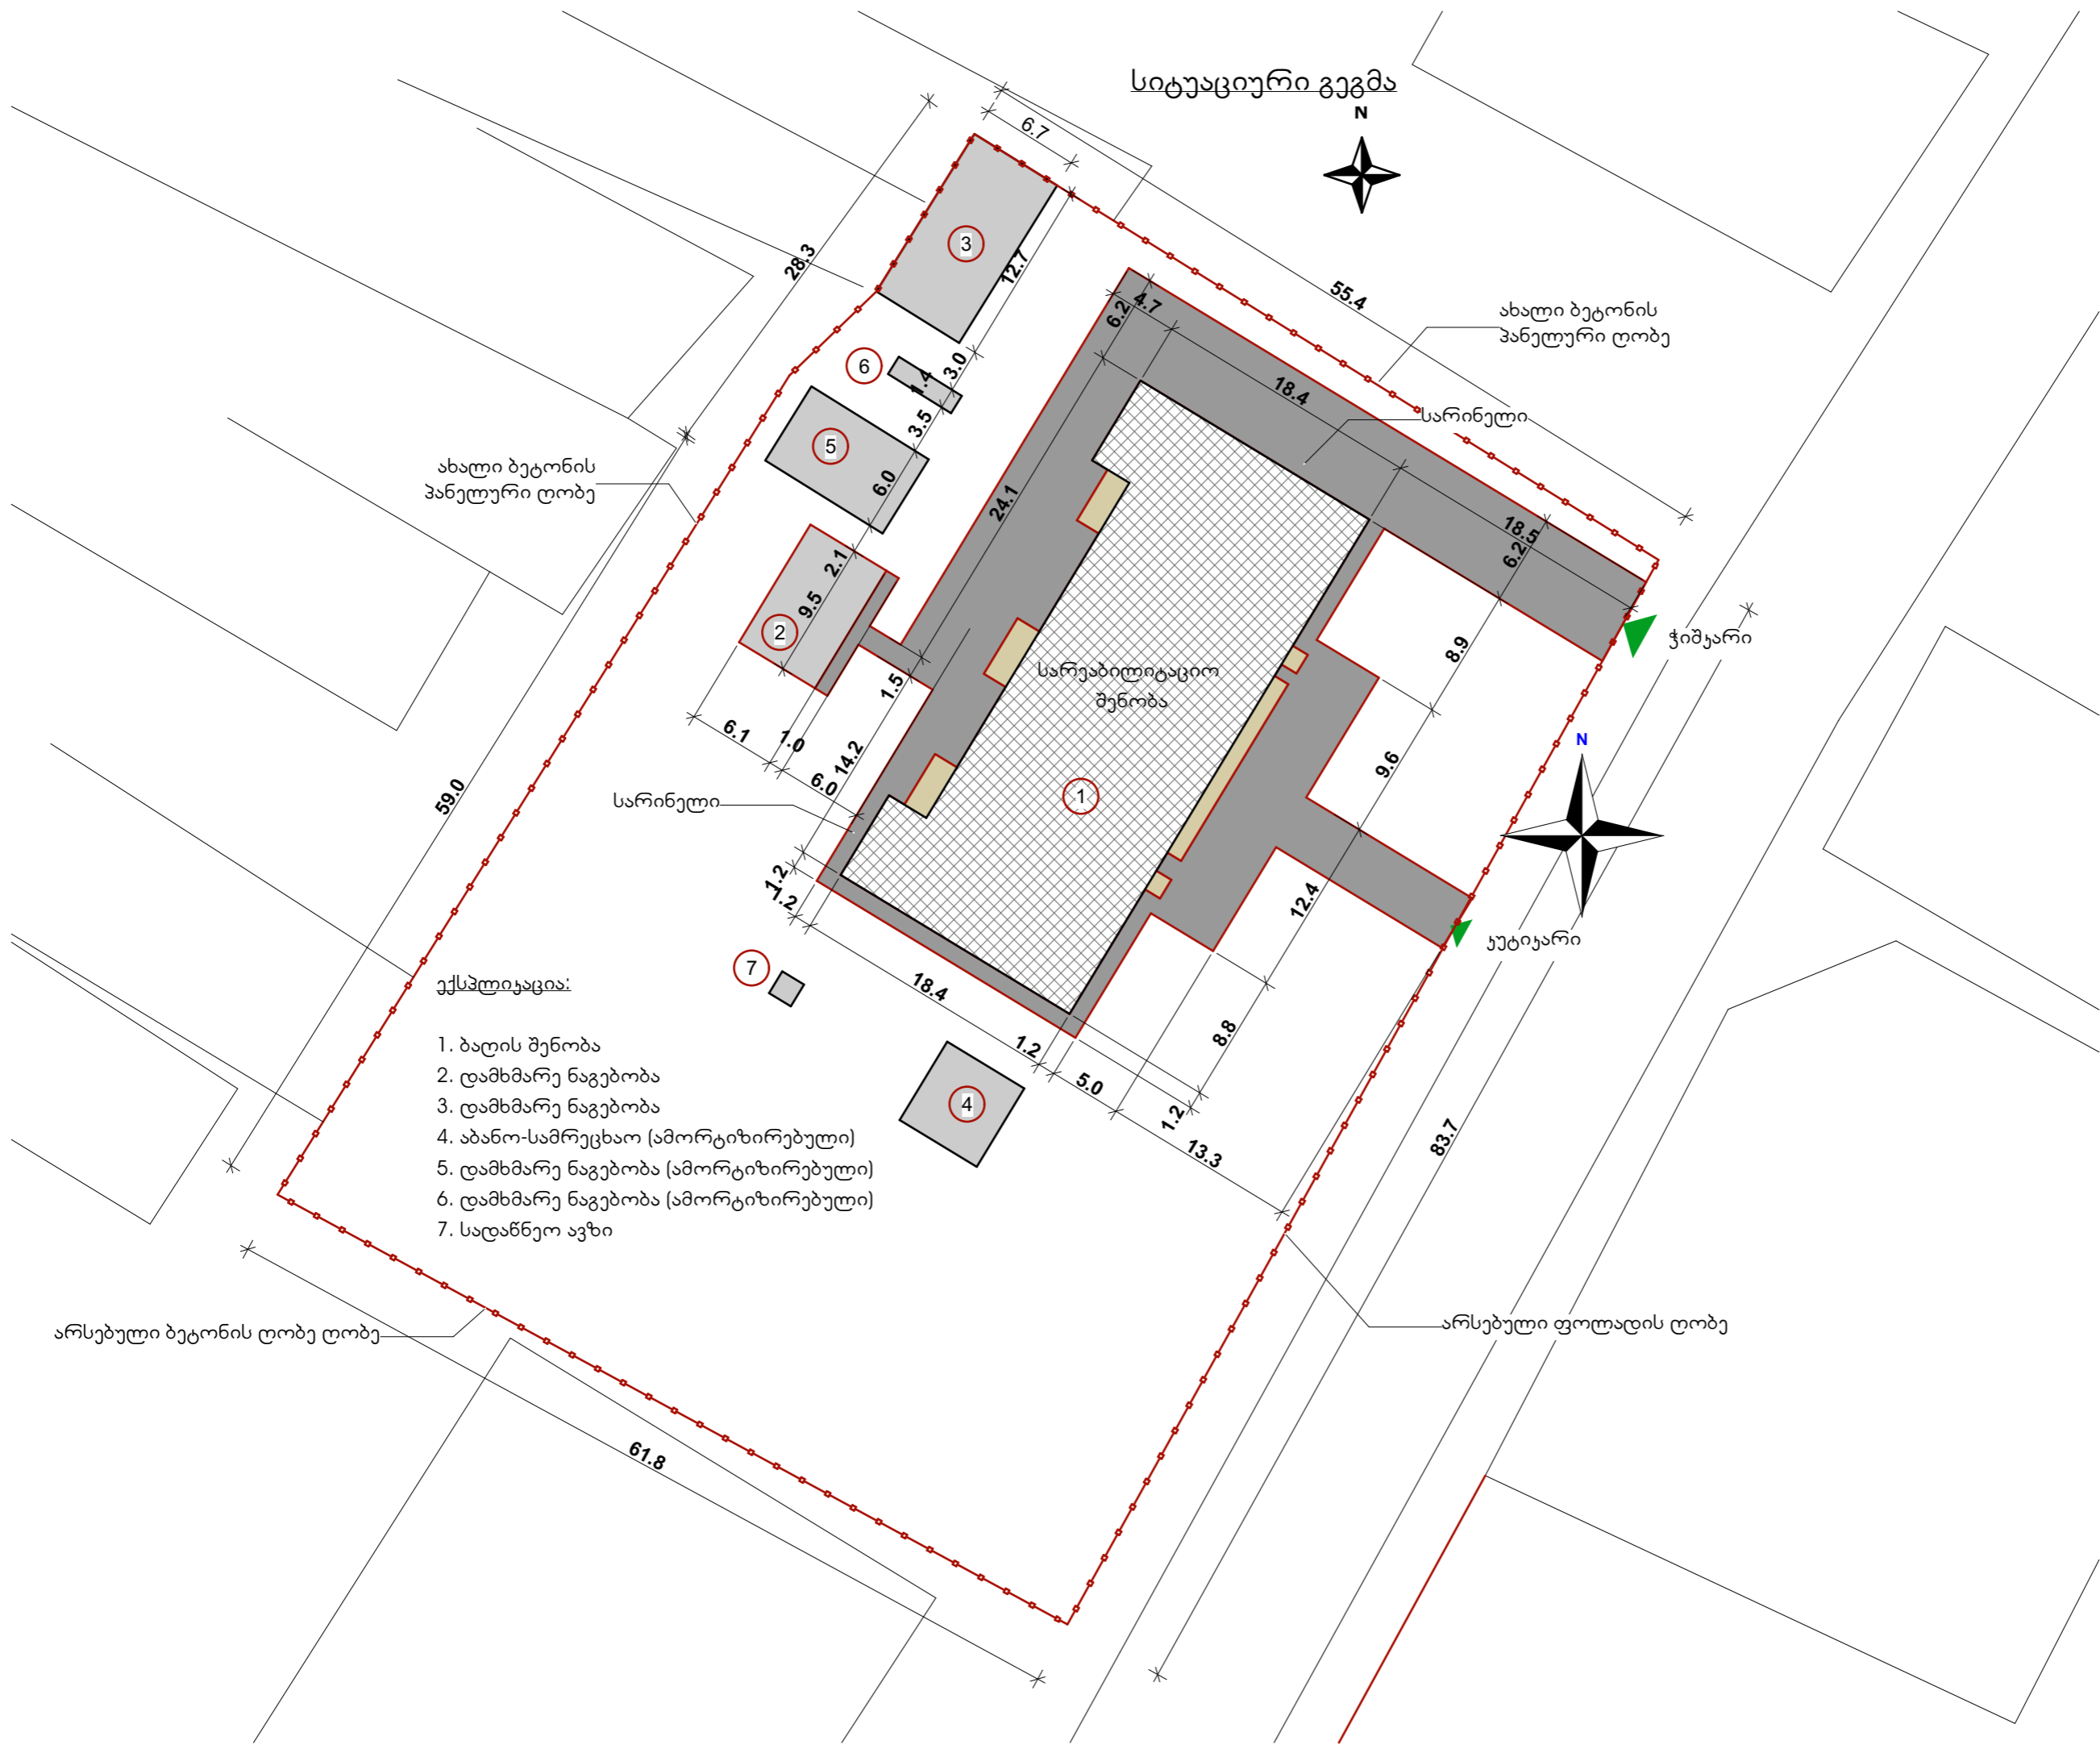 სიტუაციური გეგმა
N
6.7
28.3
3
12.7
55.4
ახალი ბეტონის
პანელური ღობე
6.2
4.7
6
1.4
3.0
18.4
სარინელი
3.5
5
ახალი ბეტონის
პანელური ღობე
6.0
24.1
18.5
6.2
2.1
9.5
2
ჭიშკარი
8.9
სარეაბილიტაციო
შენობა
1.5
6.1
1.0
14.2
6.0
9.6
N
59.0
სარინელი
1
1.2
1.2
12.4
კუტიკარი
7
18.4
ექსპლიკაცია:
1. ბაღის შენობა
2. დამხმარე ნაგებობა
3. დამხმარე ნაგებობა
4. აბანო-სამრეცხაო (ამორტიზირებული)
5. დამხმარე ნაგებობა (ამორტიზირებული)
6. დამხმარე ნაგებობა (ამორტიზირებული)
7. სადაწნეო ავზი
8.8
1.2
5.0
4
1.2
13.3
83.7
არსებული ბეტონის ღობე ღობე
არსებული ფოლადის ღობე
61.8